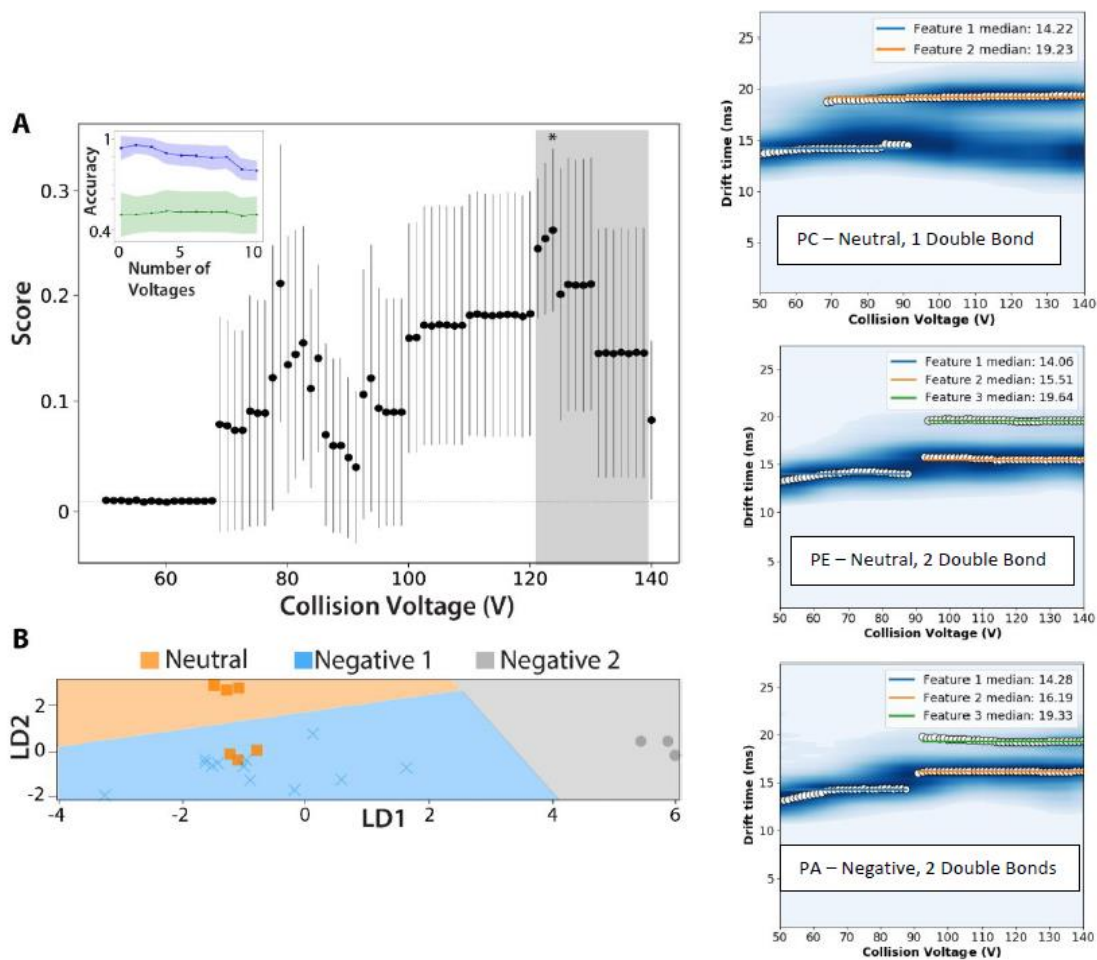 A
1
Accuracy
0.4
0 5 10
Number of
Voltages
*
0.3
0.2
0.1
0
Score
60 80 100 120 140
Collision Voltage (V)
B
Neutral Negative 1 Negative 2
2
0
-2
LD2
-4 -2 0 2 4 6
LD1
Feature 1 median: 14.22
Feature 2 median: 19.23
25
20
15
10
5
0
Drift time (ms)
PC – Neutral, 1 Double Bond
50 60 70 80 90 100 110 120 130 140
Collision Voltage (V)
Feature 1 median: 14.06
Feature 2 median: 15.51
Feature 3 median: 19.64
25
20
15
10
5
0
Drift time (ms)
PE – Neutral, 2 Double Bond
50 60 70 80 90 100 110 120 130 140
Collision Voltage (V)
Feature 1 median: 14.28
Feature 2 median: 16.19
Feature 3 median: 19.33
25
20
15
10
5
0
Drift time (ms)
PA – Negative, 2 Double Bonds
50 60 70 80 90 100 110 120 130 140
Collision Voltage (V)